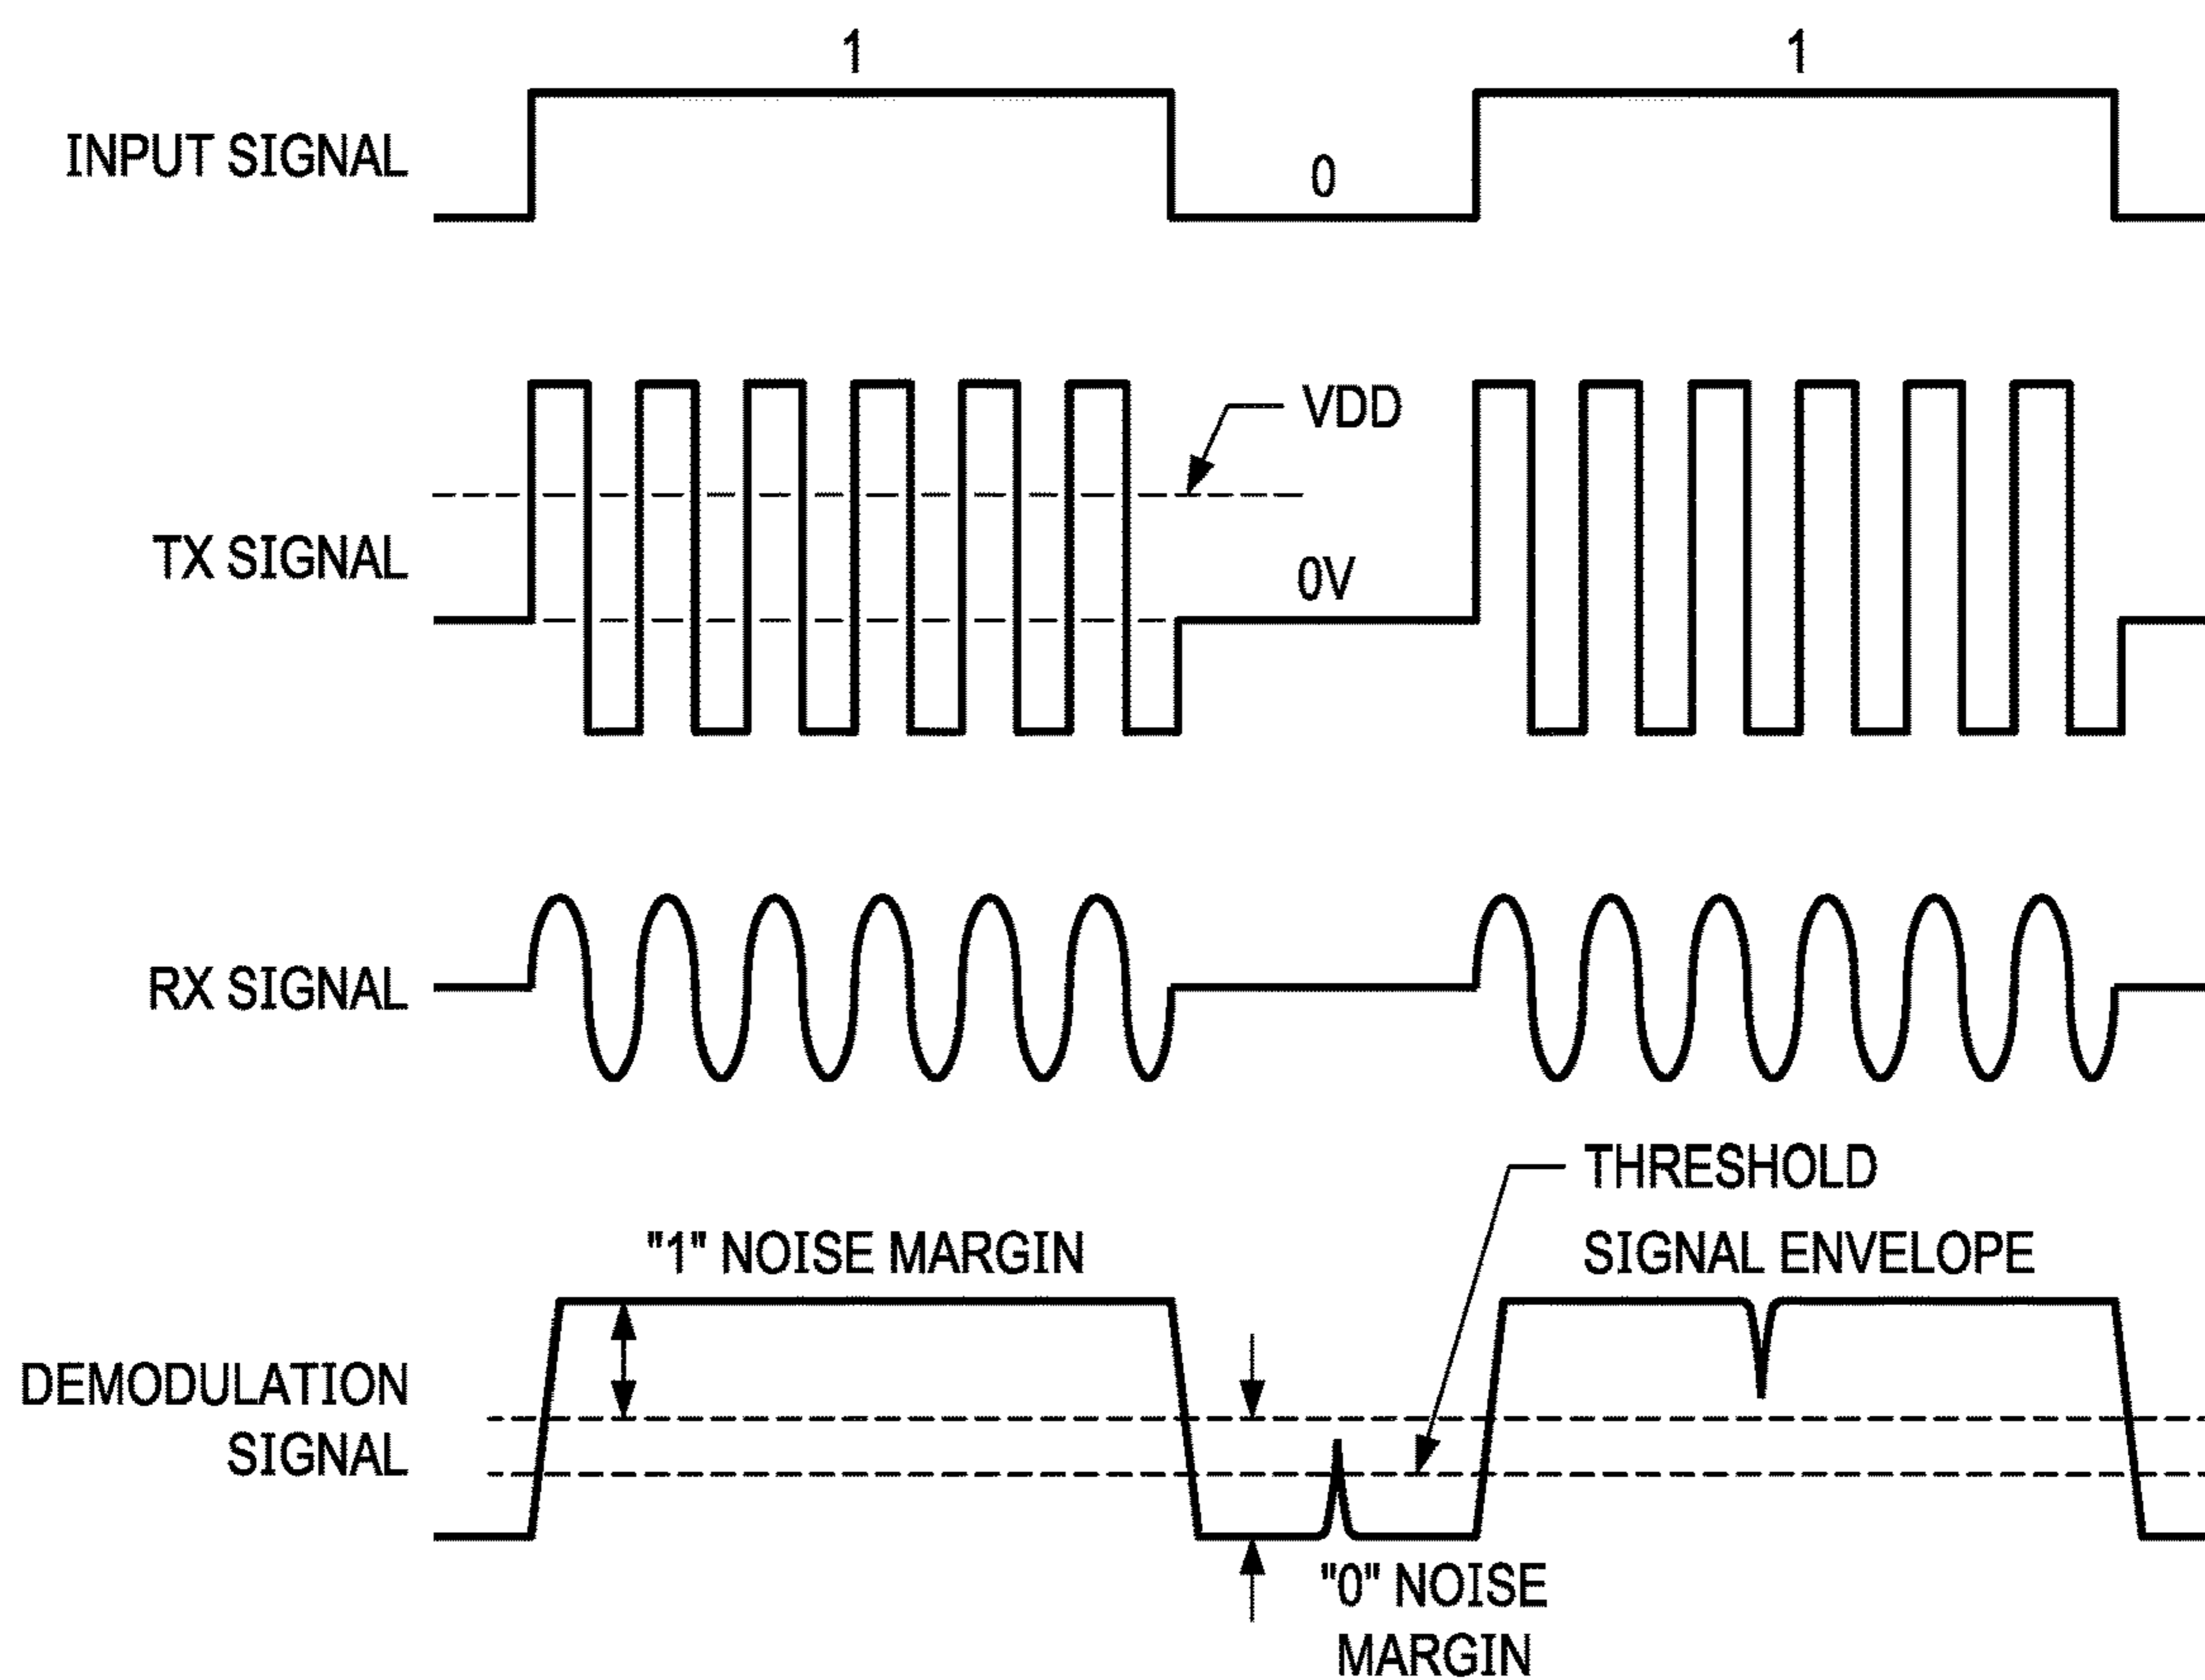 1
1
INPUT SIGNAL
0
VDD
TX SIGNAL
0V
RX SIGNAL
THRESHOLD
"1" NOISE MARGIN
SIGNAL ENVELOPE
DEMODULATION
SIGNAL
"0" NOISE
MARGIN